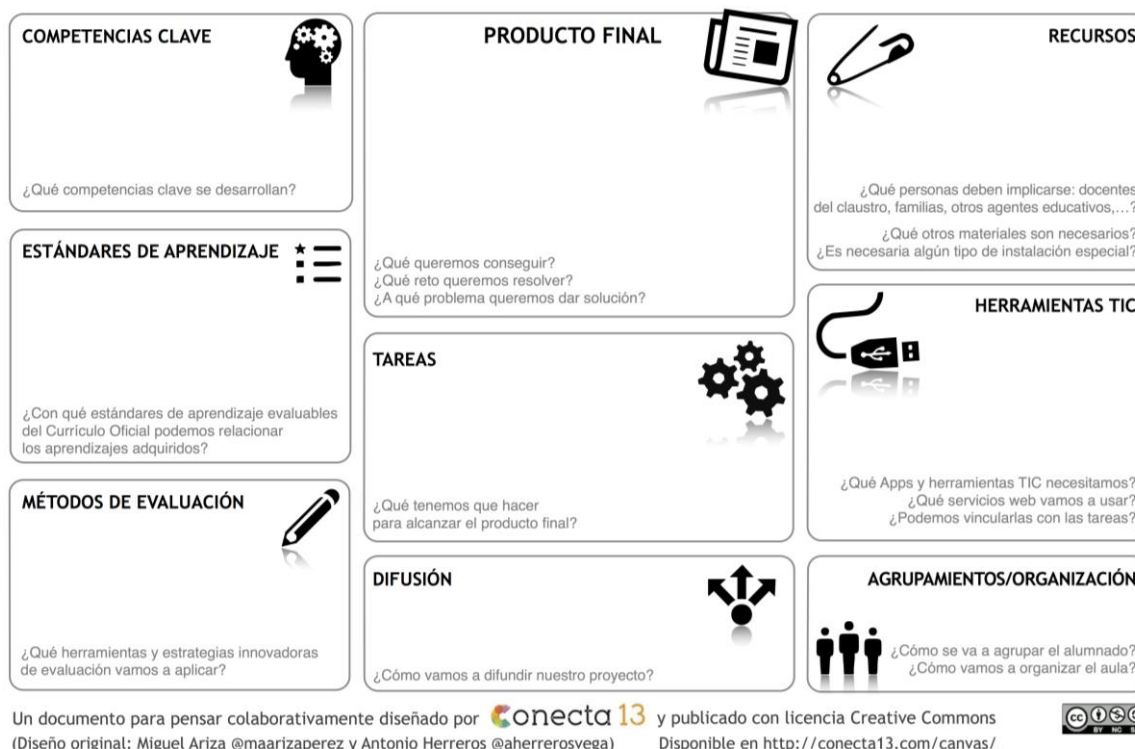 COMPETENCIAS CLAVE
¿Qué competencias clave se desarrollan?
ESTÁNDARES DE APRENDIZAJE
¿Con qué estándares de aprendizaje evaluables
del Currículo Oficial podemos relacionar
los aprendizajes adquiridos?
MÉTODOS DE EVALUACIÓN
¿Qué herramientas y estrategias innovadoras
de evaluación vamos a aplicar?
PRODUCTO FINAL
¿Qué queremos conseguir?
¿Qué reto queremos resolver?
¿A qué problema queremos dar solución?
TAREAS
¿Qué tenemos que hacer
para alcanzar el producto final?
DIFUSIÓN
¿Cómo vamos a difundir nuestro proyecto?
RECURSOS
¿Qué personas deben implicarse: docentes
del claustro, familias, otros agentes educativos,...?
¿Qué otros materiales son necesarios?
¿Es necesaria algún tipo de instalación especial?
HERRAMIENTAS TIC
¿Qué Apps y herramientas TIC necesitamos?
¿Qué servicios web vamos a usar?
¿Podemos vincularlas con las tareas?
AGRUPAMIENTOS/ORGANIZACIÓN
¿Cómo se va a agrupar el alumnado?
¿Cómo vamos a organizar el aula?
Un documento para pensar colaborativamente diseñado por Conecta 13 y publicado con licencia Creative Commons
(Diseño original: Miguel Ariza @maarizaperez y Antonio Herreros @aherrerosvega) Disponible en http://conecta13.com/canvas/
cc
BY NC